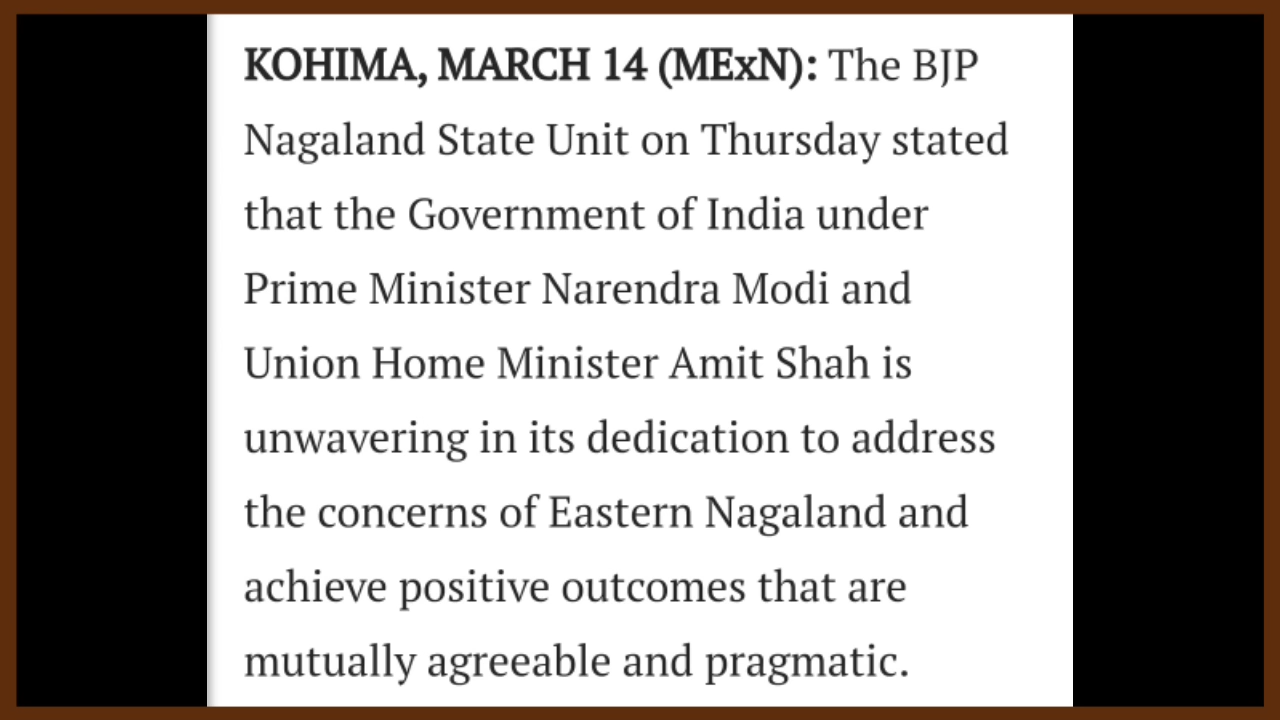 KOHIMA, MARCH 14 (MExN): The BJP
Nagaland State Unit on Thursday stated
that the Government of India under
Prime Minister Narendra Modi and
Union Home Minister Amit Shah is
unwavering in its dedication to address
the concerns of Eastern Nagaland and
achieve positive outcomes that are
mutually agreeable and pragmatic.